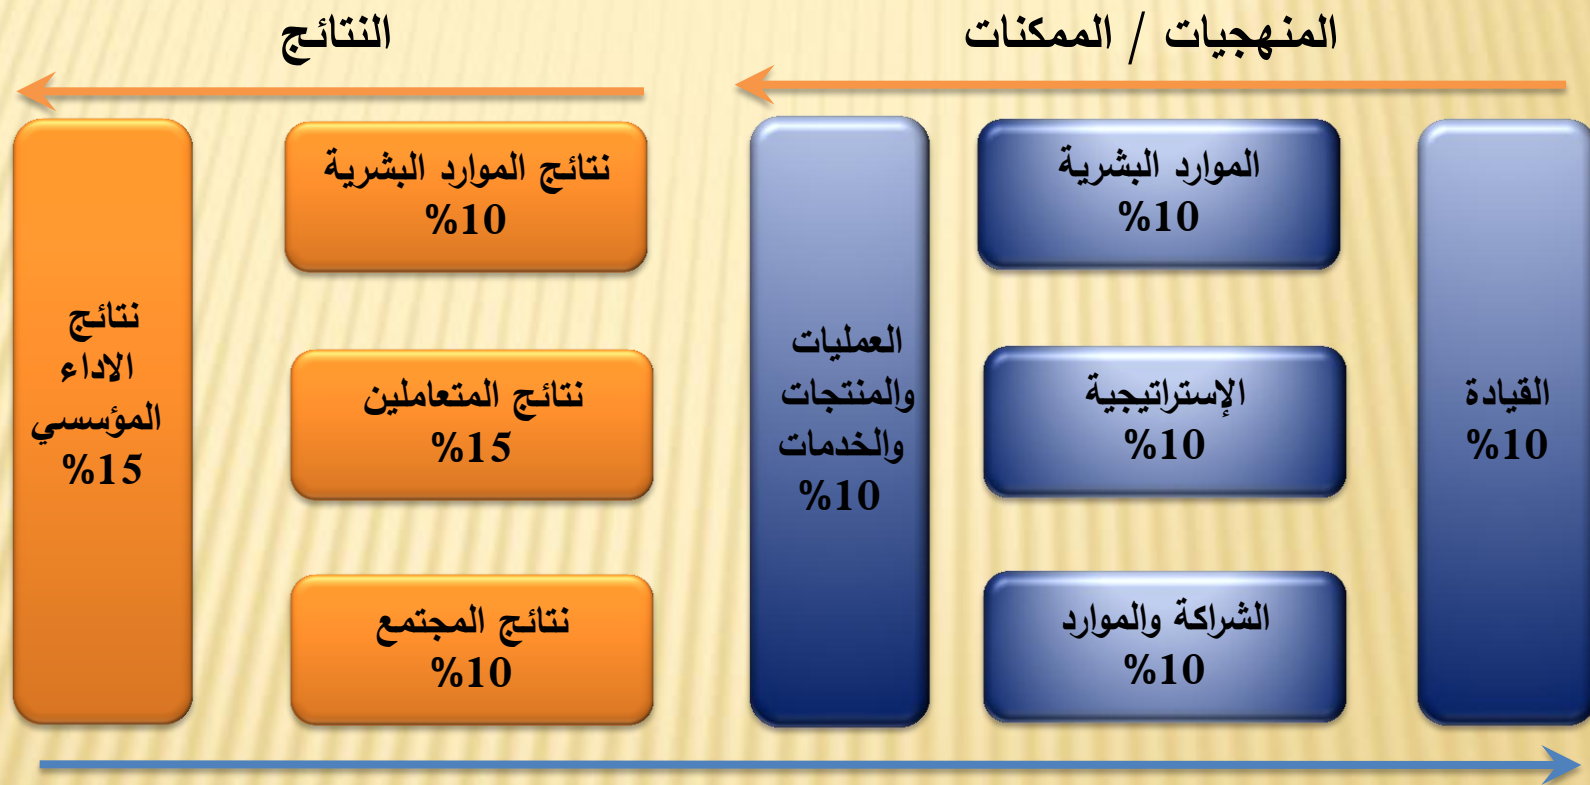 المنهجيات / الممكنات
النتائج
القيادة
%10
الموارد البشرية
%10
الإستراتيجية
%10
الشراكة والموارد
%10
العمليات
والمنتجات
والخدمات
%10
نتائج الموارد البشرية
%10
نتائج المتعاملين
%15
نتائج المجتمع
%10
نتائج
الاداء
المؤسسي
%15